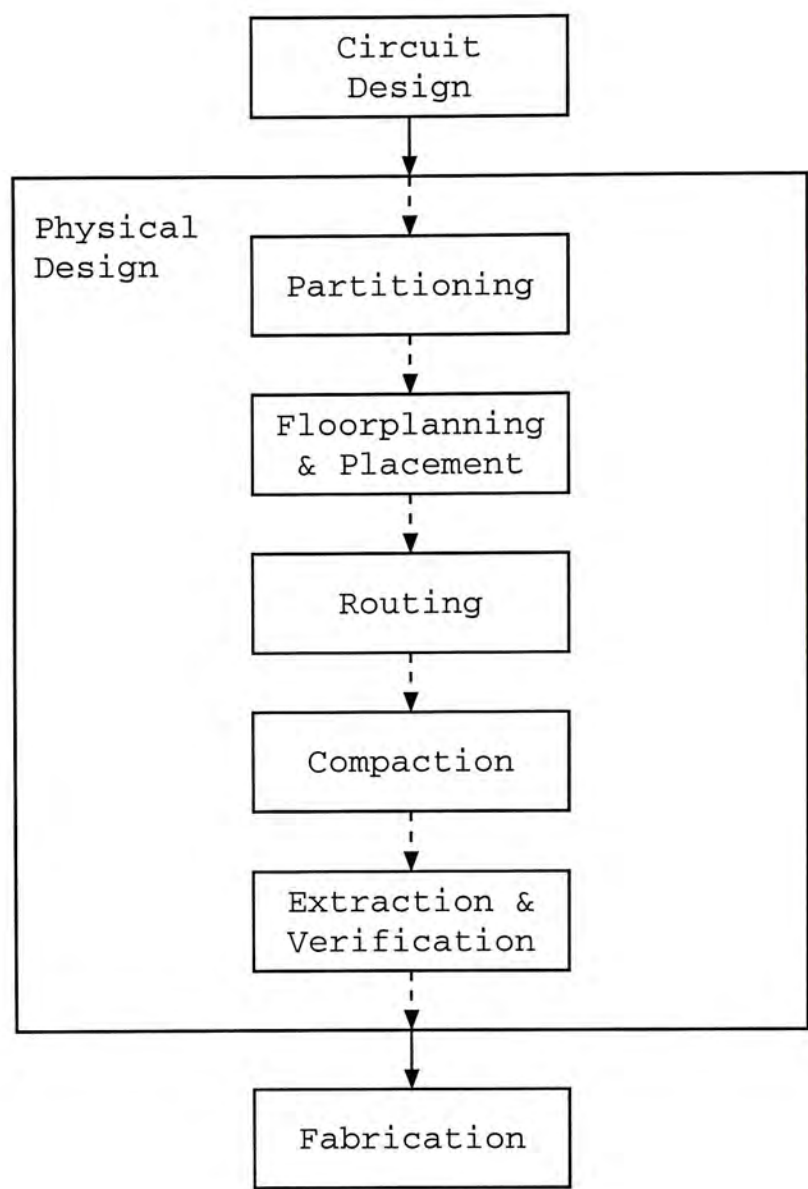 Circuit
Design
Physical
Design
Partitioning
Floorplanning
& Placement
Routing
Compaction
Extraction &
Verification
Fabrication